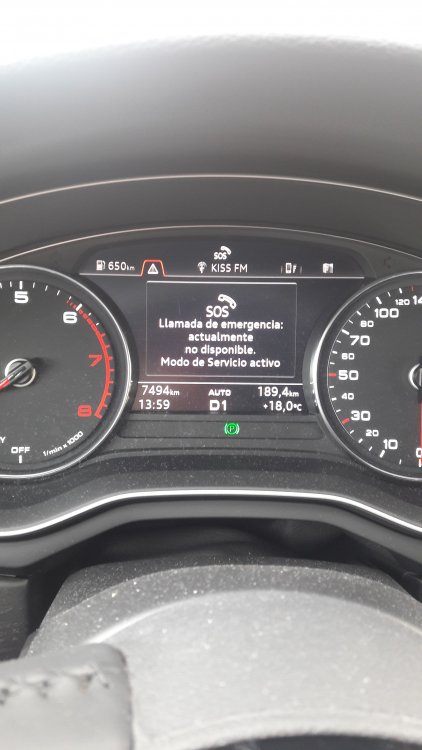 SOS
650km
KISS FM
5
6
7
8
OFF
1/min x 1000
SOS
Llamada de emergencia:
actualmente
no disponible.
Modo de Servicio activo
7494km AUTO 189,4km
13:59 D1 +18,0°C
P
120
100
80
70
60
50
40
30
20
10